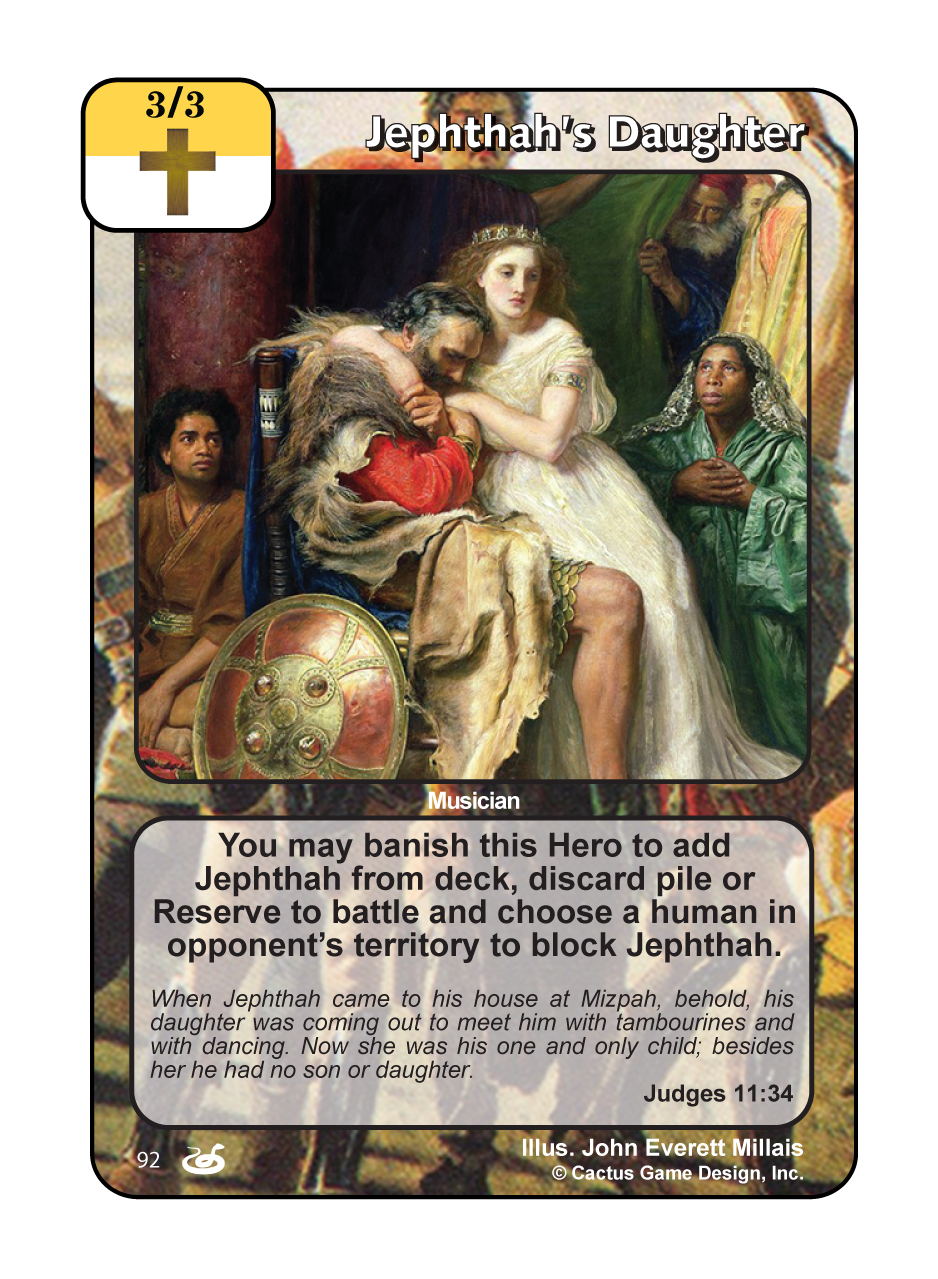 3/3
Jephthah's Daughter
Musician
You may banish this Hero to add
Jephthah from deck, discard pile or
Reserve to battle and choose a human in
opponent's territory to block Jephthah.
When Jephthah came to his house at Mizpah, behold, his
daughter was coming out to meet him with tambourines and
with dancing. Now she was his one and only child; besides
her he had no son or daughter.
Judges 11:34
92
Illus. John Everett Millais
© Cactus Game Design, Inc.